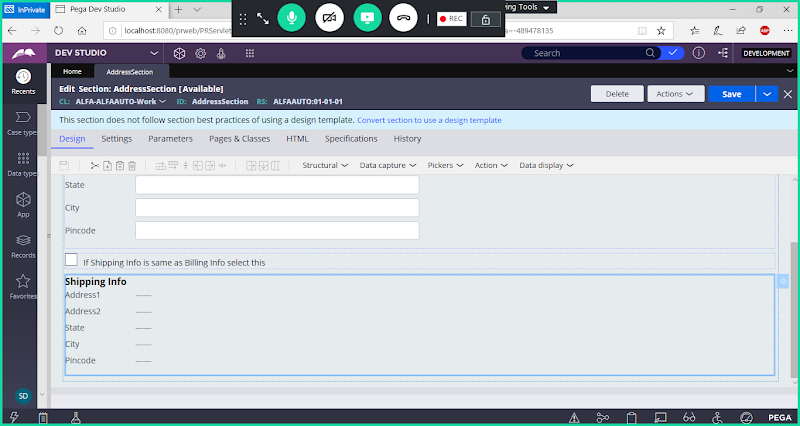 InPrivate
Pega Dev Studio
ving Tools
REC
localhost:8080/prweb/PRServlet
a=-489478135
ABP
DEV STUDIO
Search
DEVELOPMENT
Recents
Home
AddressSection
Edit Section: AddressSection [Available]
CL: ALFA-ALFAAUTO-Work ID: AddressSection RS: ALFAAUTO:01-01-01
Delete
Actions
Save
This section does not follow section best practices of using a design template. Convert section to use a design template
Case types
Design
Settings
Parameters
Pages & Classes
HTML
Specifications
History
Data types
Structural
Data capture
Pickers
Action
Data display
App
State
City
Pincode
Records
If Shipping Info is same as Billing Info select this
Favorites
Shipping Info
Address1
Address2
State
City
Pincode
SD
PEGA